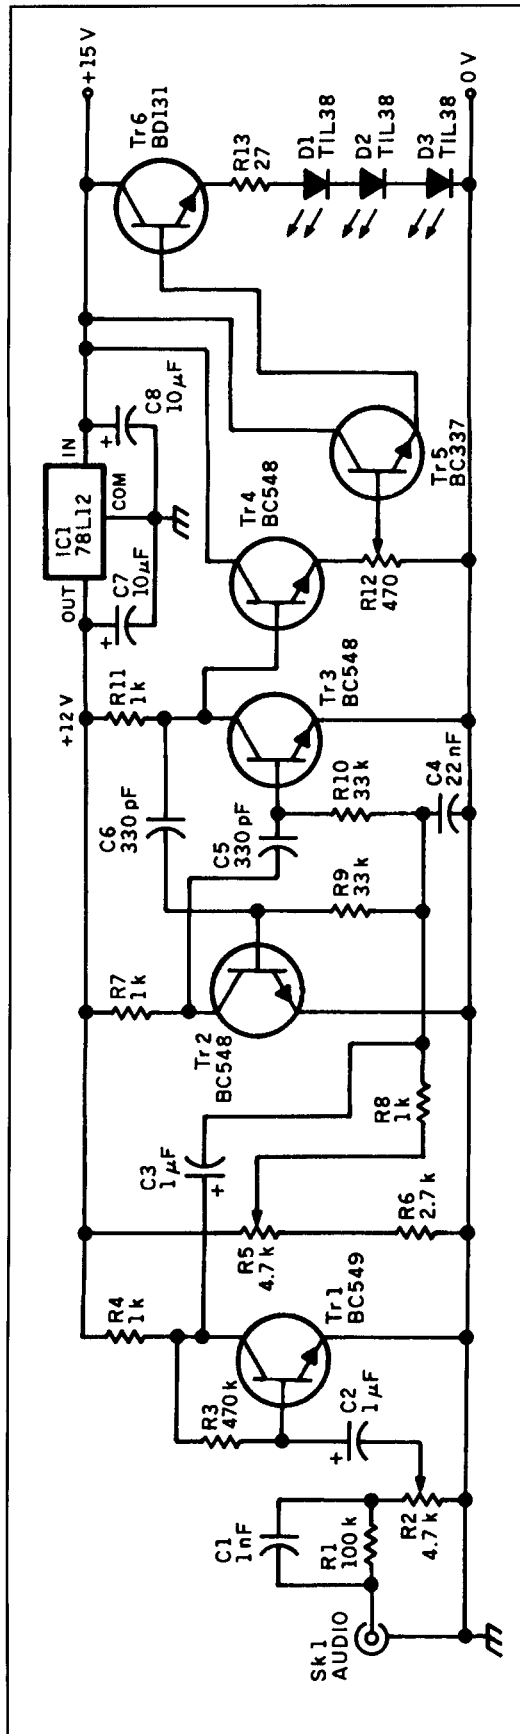 Sk1
AUDIO
C1
1nF
R1
100k
R2
4.7k
R3
470k
+
C2
1µF
R4
1k
Tr1
BC549
C3
1µF
+
R5
4.7k
R6
2.7k
R7
1k
Tr2
BC548
R8
1k
C6
330pF
C5
330pF
R9
33k
+12V
R11
1k
Tr3
BC548
R10
33k
C4
22nF
OUT
IC1
78L12
IN
COM
+
C7
10µF
+
C8
10µF
Tr4
BC548
R12
470
Tr5
BC337
+15V
Tr6
BD131
R13
27
D1
TIL38
D2
TIL38
D3
TIL38
0V